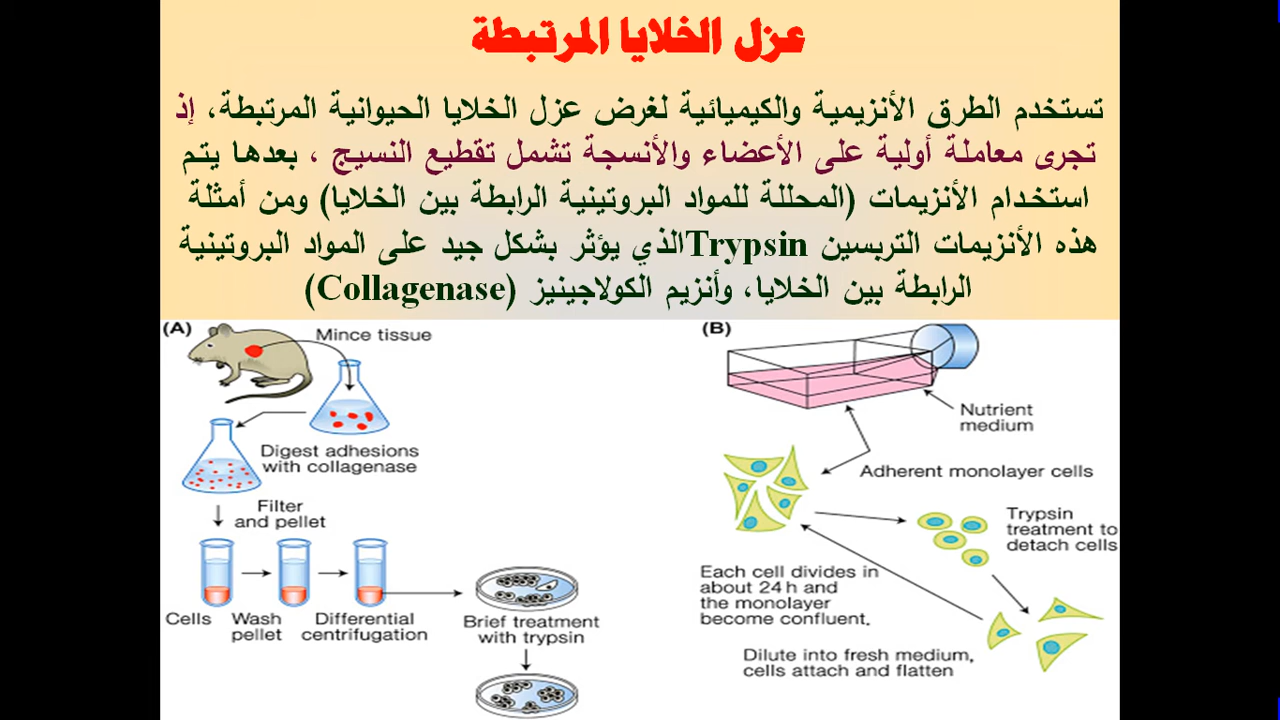 عزل الخلايا المرتبطة
تستخدم الطرق الأنزيمية والكيميائية لغرض عزل الخلايا الحيوانية المرتبطة، إذ
تجرى معاملة أولية على الأعضاء والأنسجة تشمل تقطيع النسيج ، بعدها يتم
استخدام الأنزيمات (المحللة للمواد البروتينية الرابطة بين الخلايا) ومن أمثلة
هذه الأنزيمات التربسين Trypsinالذي يؤثر بشكل جيد على المواد البروتينية
الرابطة بين الخلايا، وأنزيم الكولاجينيز (Collagenase)
(A)
Mince tissue
Digest adhesions
with collagenase
Filter
and pellet
Cells
Wash
pellet
Differential
centrifugation
Brief treatment
with trypsin
(B)
Nutrient
medium
Adherent monolayer cells
Trypsin
treatment to
detach cells
Each cell divides in
about 24 h and
the monolayer
become confluent.
Dilute into fresh medium,
cells attach and flatten